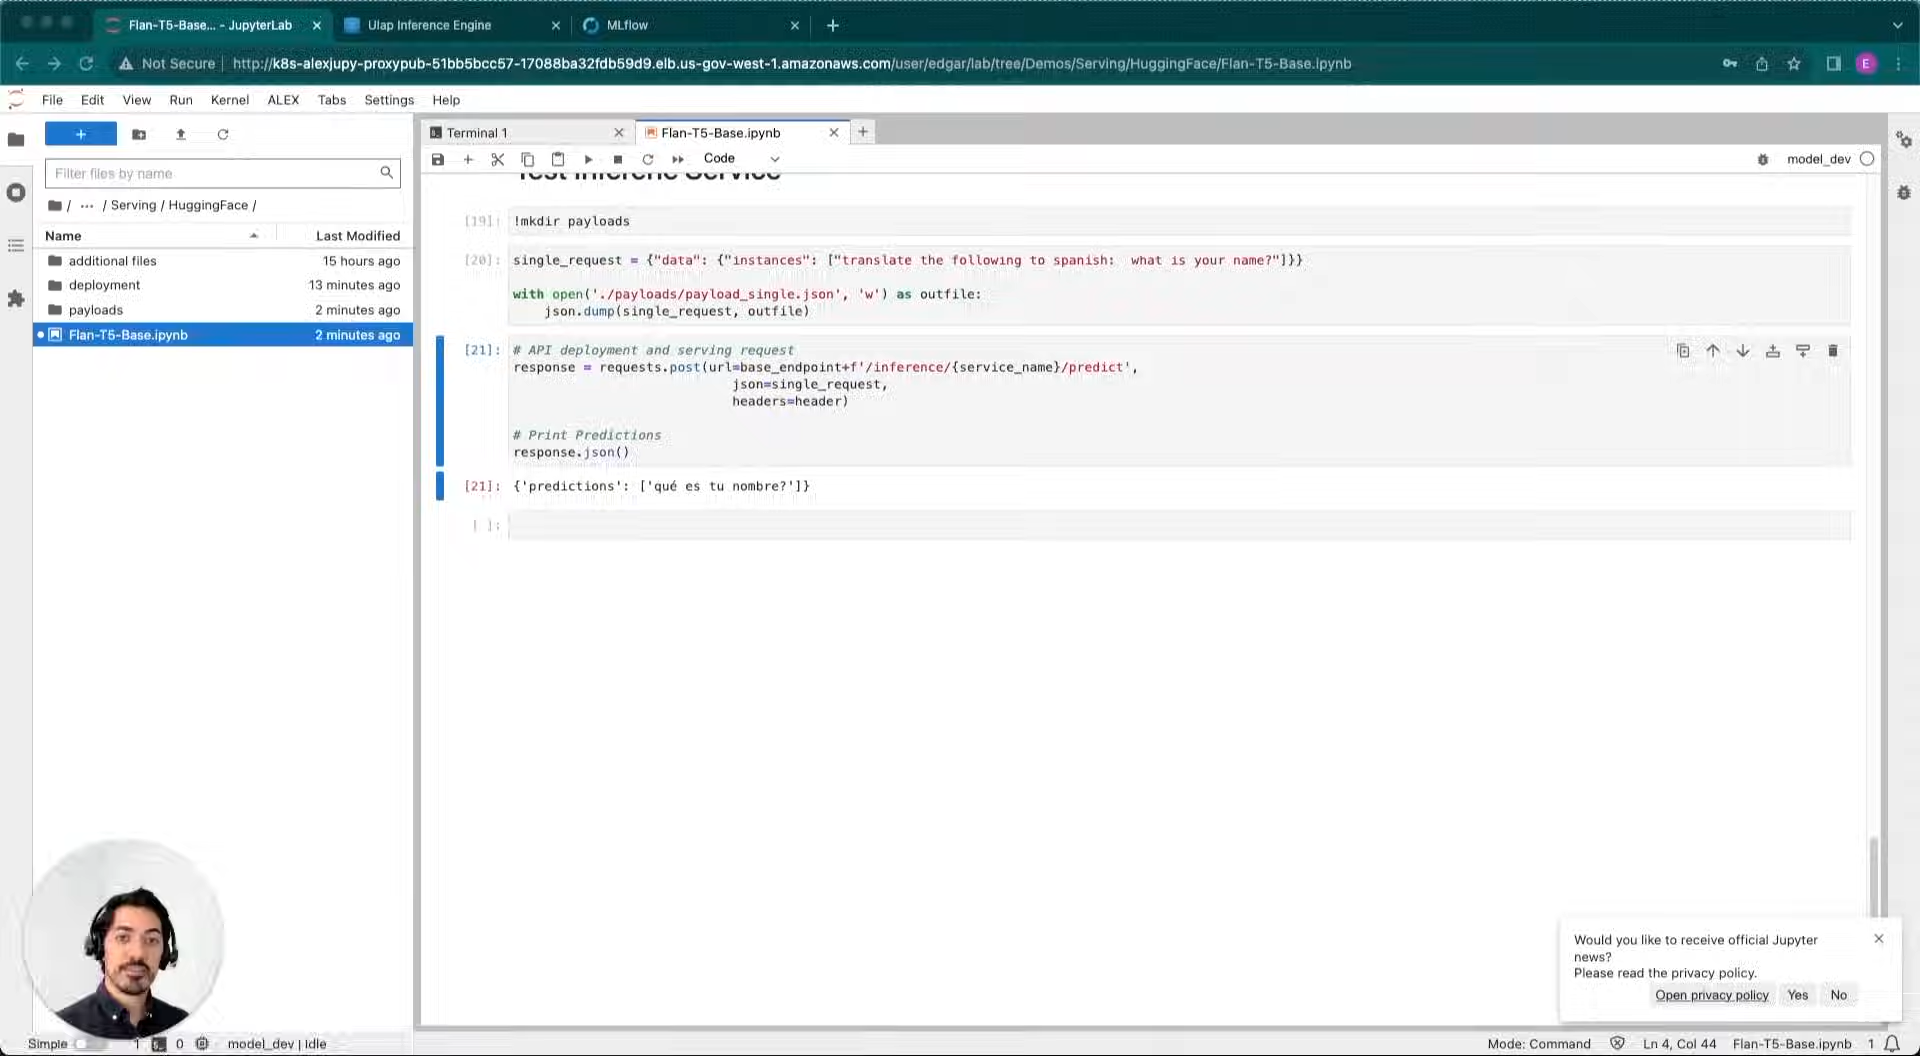 Flan-T5-Base... - JupyterLab
Ulap Inference Engine
MLflow
Not Secure
http://k8s-alexjupy-proxypub-51bb5bcc57-17088ba32fdb59d9.elb.us-gov-west-1.amazonaws.com/user/edgar/lab/tree/Demos/Serving/HuggingFace/Flan-T5-Base.ipynb
E
File Edit View Run Kernel ALEX Tabs Settings Help
Terminal 1
Flan-T5-Base.ipynb
Code
model_dev
Filter files by name
/ ··· / Serving / HuggingFace /
Name Last Modified
additional files 15 hours ago
deployment 13 minutes ago
payloads 2 minutes ago
Flan-T5-Base.ipynb 2 minutes ago
Test Inferenc Service
[19]: !mkdir payloads
[20]: single_request = {"data": {"instances": ["translate the following to spanish:  what is your name?"]}}
with open('./payloads/payload_single.json', 'w') as outfile:
json.dump(single_request, outfile)
[21]: # API deployment and serving request
response = requests.post(url=base_endpoint+f'/inference/{service_name}/predict',
json=single_request,
headers=header)
# Print Predictions
response.json()
[21]: {'predictions': ['qué es tu nombre?']}
[ ]:
Would you like to receive official Jupyter
news?
Please read the privacy policy.
Open privacy policy Yes No
Simple 1 0 model_dev | Idle
Mode: Command Ln 4, Col 44 Flan-T5-Base.ipynb 1